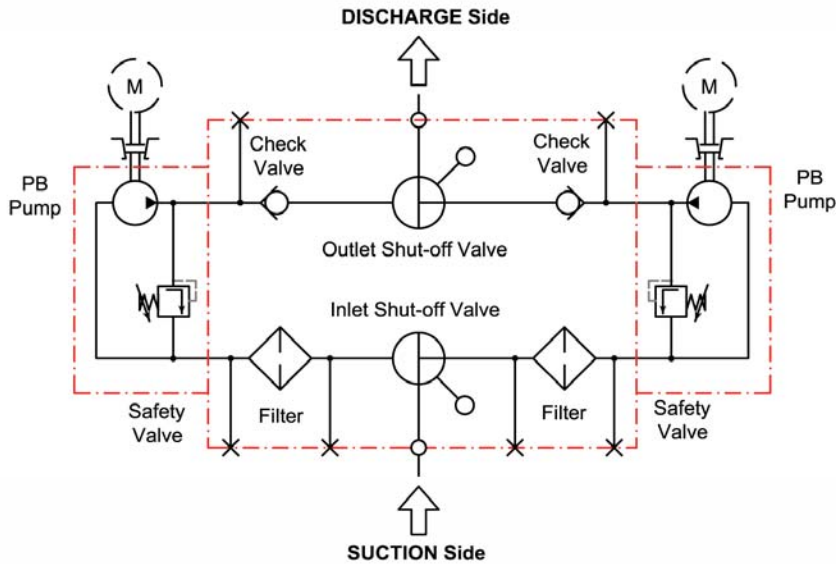 DISCHARGE Side
M
M
Check
Valve
Check
Valve
PB
Pump
PB
Pump
Outlet Shut-off Valve
Inlet Shut-off Valve
Safety
Valve
Filter
Filter
Safety
Valve
SUCTION Side